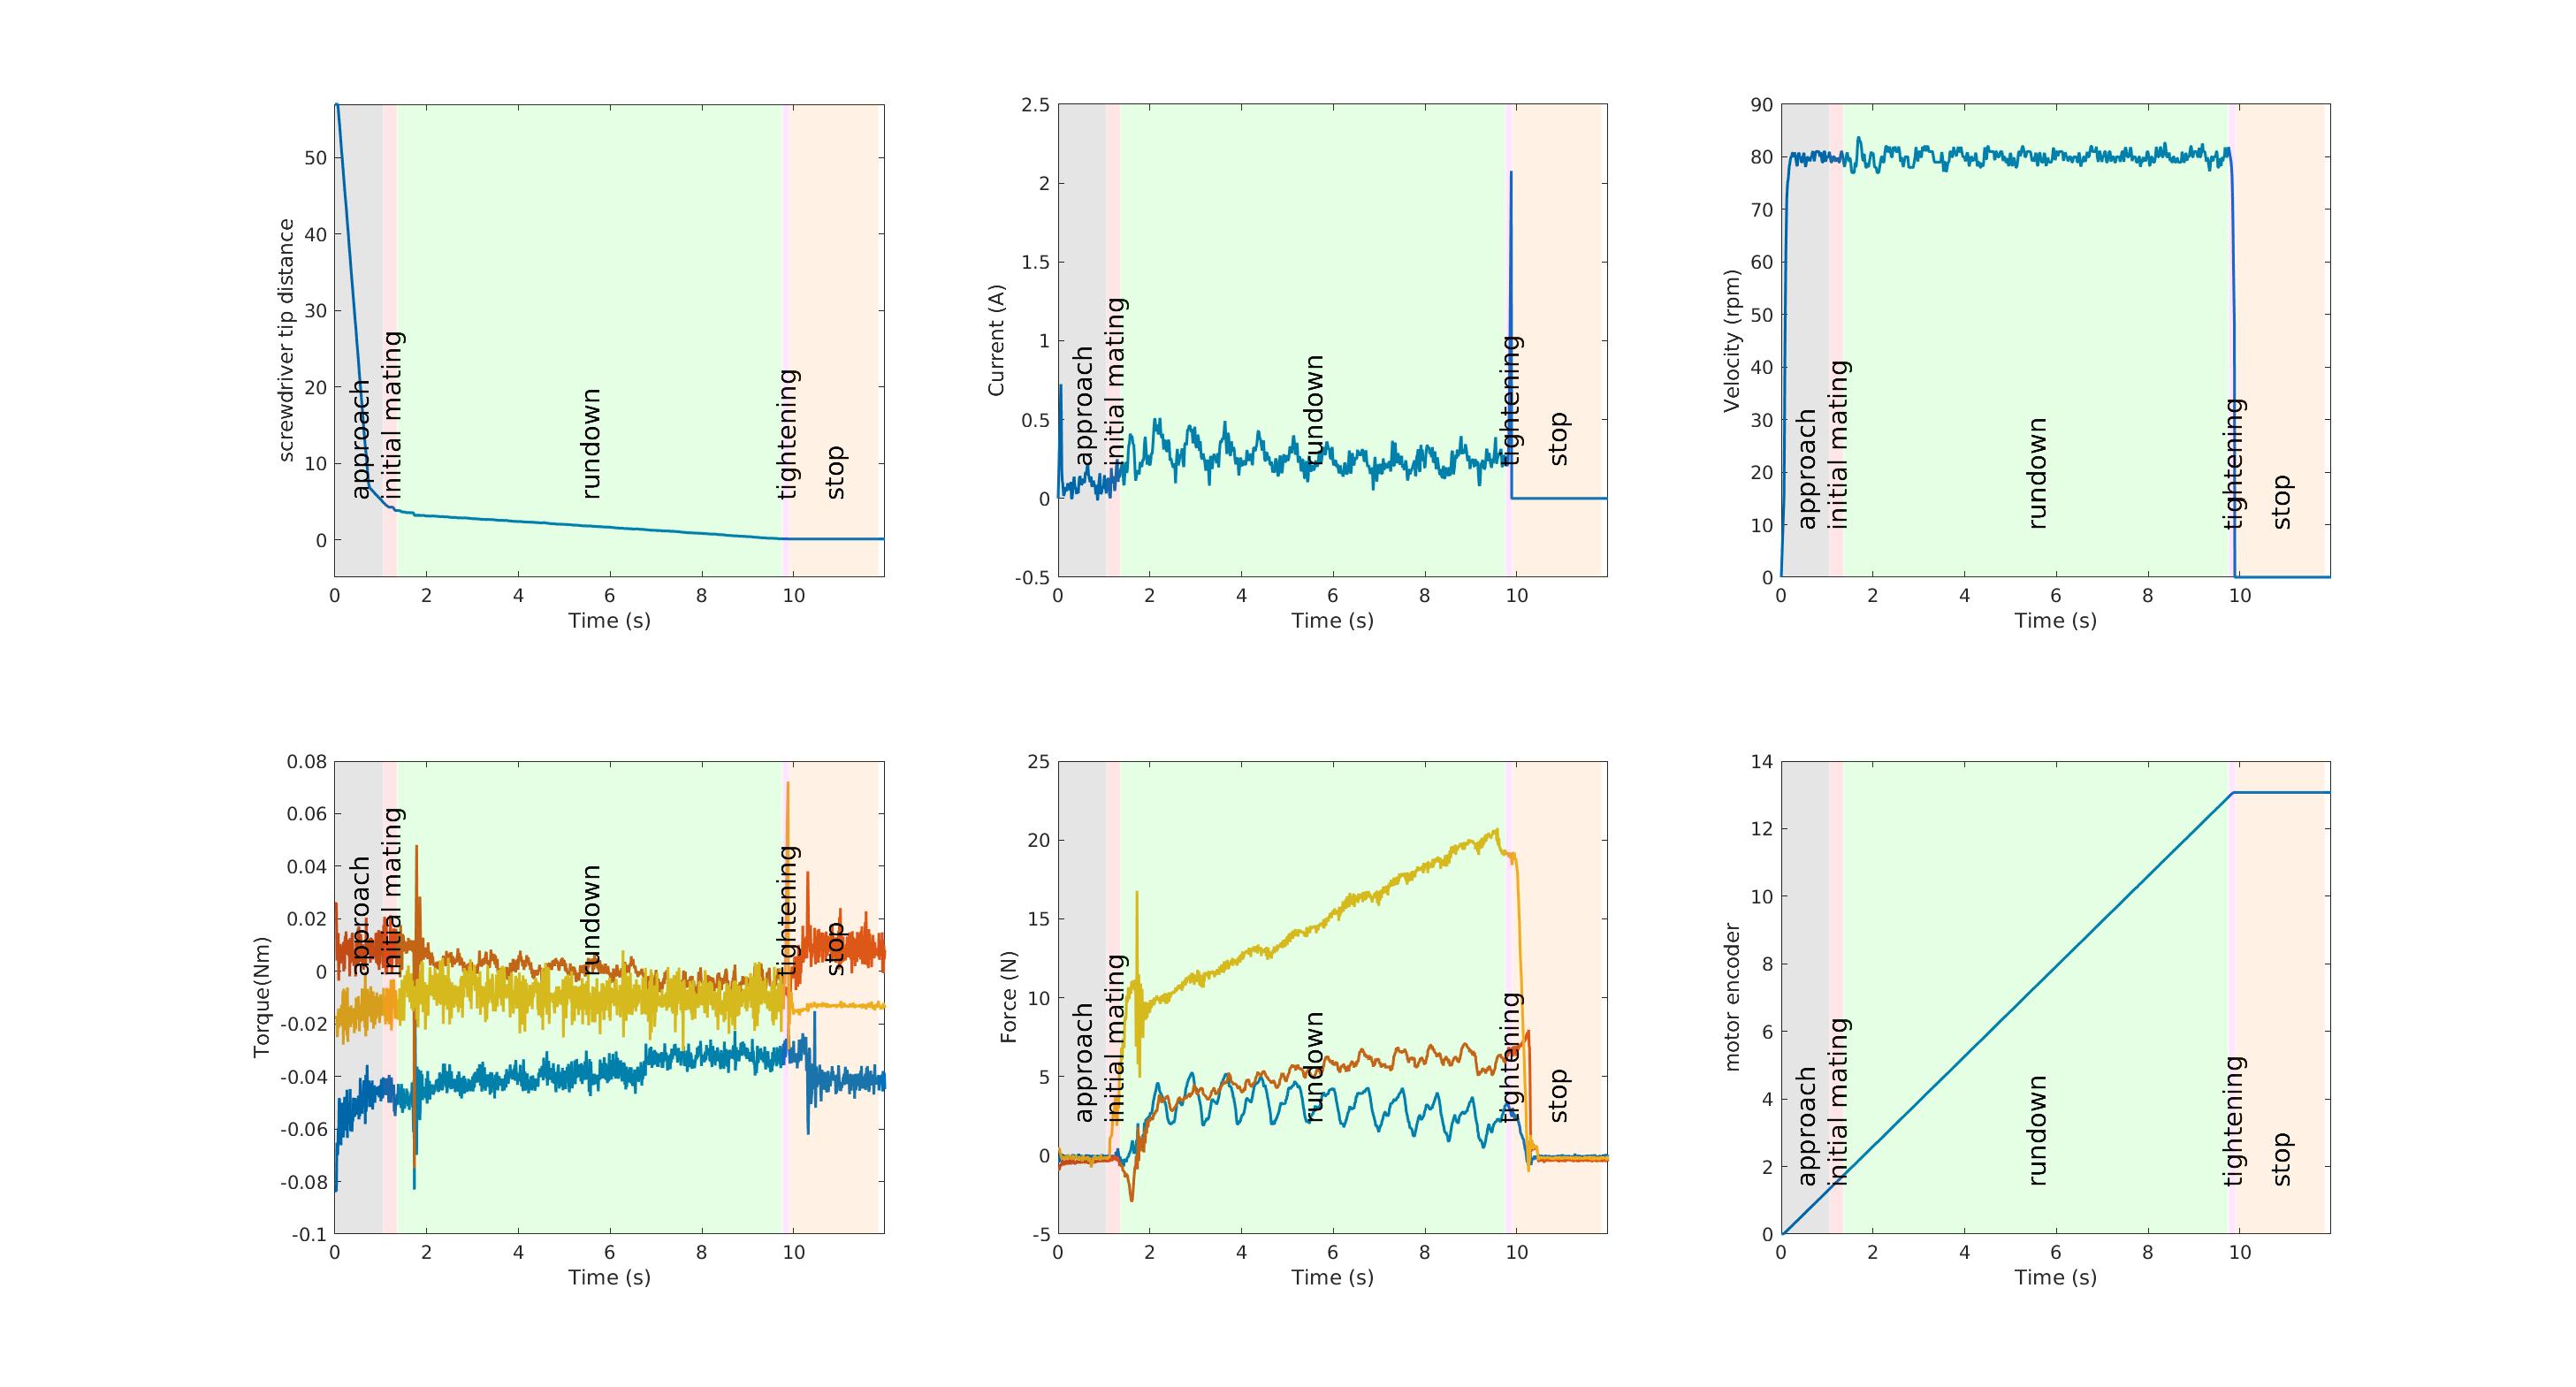 screwdriver tip distance
50
40
30
20
10
0
approach
initial mating
rundown
tightening
stop
0 2 4 6 8 10
Time (s)
Current (A)
2.5
2
1.5
1
0.5
0
-0.5
approach
initial mating
rundown
tightening
stop
0 2 4 6 8 10
Time (s)
Velocity (rpm)
90
80
70
60
50
40
30
20
10
0
approach
initial mating
rundown
tightening
stop
0 2 4 6 8 10
Time (s)
Torque(Nm)
0.08
0.06
0.04
0.02
0
-0.02
-0.04
-0.06
-0.08
-0.1
approach
initial mating
rundown
tightening
stop
0 2 4 6 8 10
Time (s)
Force (N)
25
20
15
10
5
0
-5
approach
initial mating
rundown
tightening
stop
0 2 4 6 8 10
Time (s)
motor encoder
14
12
10
8
6
4
2
0
approach
initial mating
rundown
tightening
stop
0 2 4 6 8 10
Time (s)